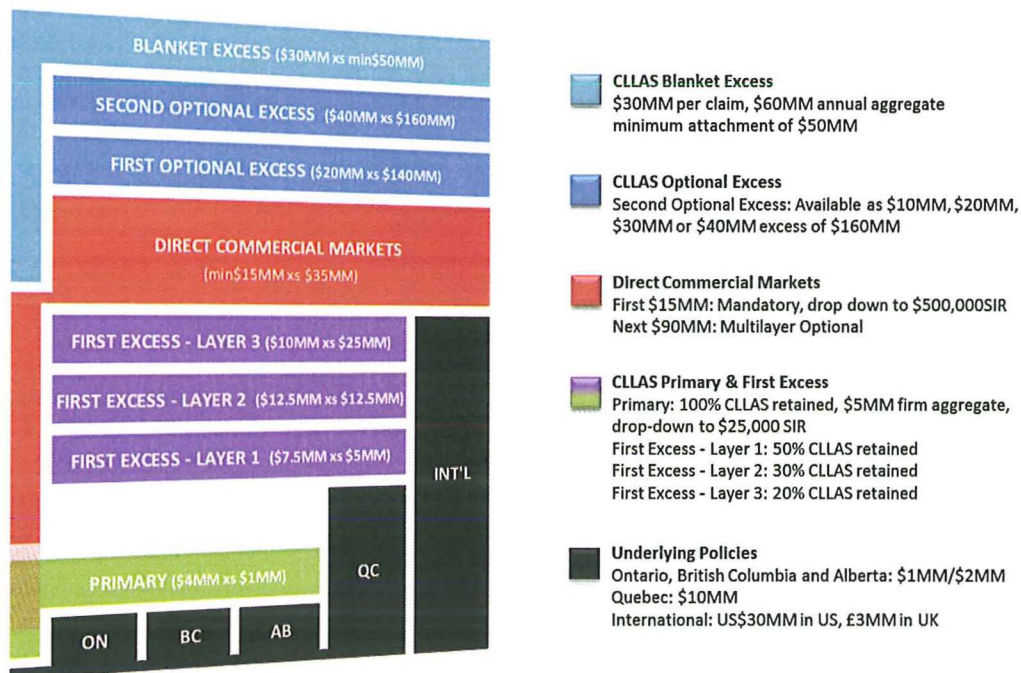 BLANKET EXCESS ($30MM xs min$50MM)
SECOND OPTIONAL EXCESS ($40MM xs $160MM)
FIRST OPTIONAL EXCESS ($20MM xs $140MM)
DIRECT COMMERCIAL MARKETS
(min$15MM xs $35MM)
FIRST EXCESS - LAYER 3 ($10MM xs $25MM)
FIRST EXCESS - LAYER 2 ($12.5MM xs $12.5MM)
FIRST EXCESS - LAYER 1 ($7.5MM xs $5MM)
INT'L
QC
PRIMARY ($4MM xs $1MM)
ON
BC
AB
CLLAS Blanket Excess
$30MM per claim, $60MM annual aggregate
minimum attachment of $50MM
CLLAS Optional Excess
Second Optional Excess: Available as $10MM, $20MM,
$30MM or $40MM excess of $160MM
Direct Commercial Markets
First $15MM: Mandatory, drop down to $500,000SIR
Next $90MM: Multilayer Optional
CLLAS Primary & First Excess
Primary: 100% CLLAS retained, $5MM firm aggregate,
drop-down to $25,000 SIR
First Excess - Layer 1: 50% CLLAS retained
First Excess - Layer 2: 30% CLLAS retained
First Excess - Layer 3: 20% CLLAS retained
Underlying Policies
Ontario, British Columbia and Alberta: $1MM/$2MM
Quebec: $10MM
International: US$30MM in US, £3MM in UK